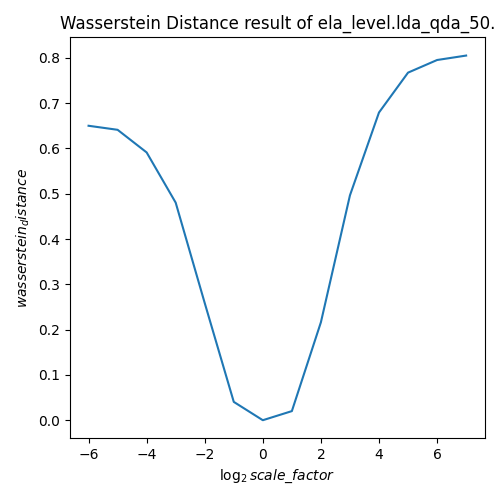 Wasserstein Distance result of ela_level.lda_qda_50.
0.8
0.7
0.6
0.5
0.4
0.3
0.2
0.1
0.0
wasserstein_distance
−6 −4 −2 0 2 4 6
log₂ scale_factor